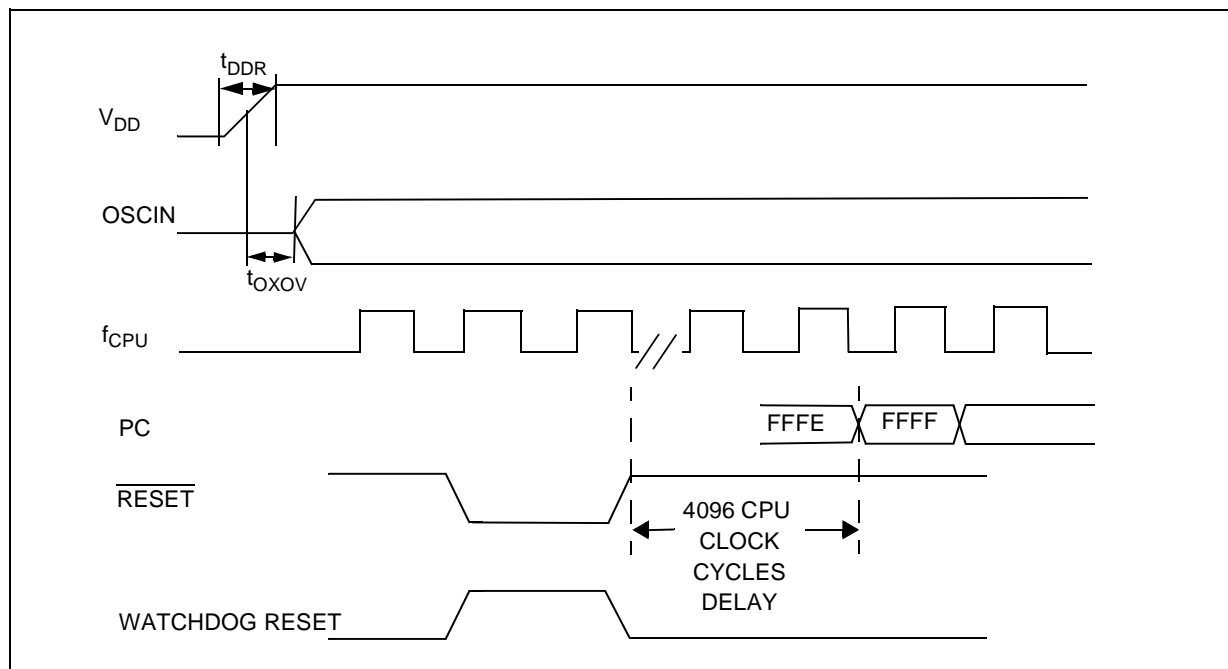 tDDR
VDD
OSCIN
tOXOV
fCPU
PC
FFFE
FFFF
RESET
4096 CPU
CLOCK
CYCLES
DELAY
WATCHDOG RESET